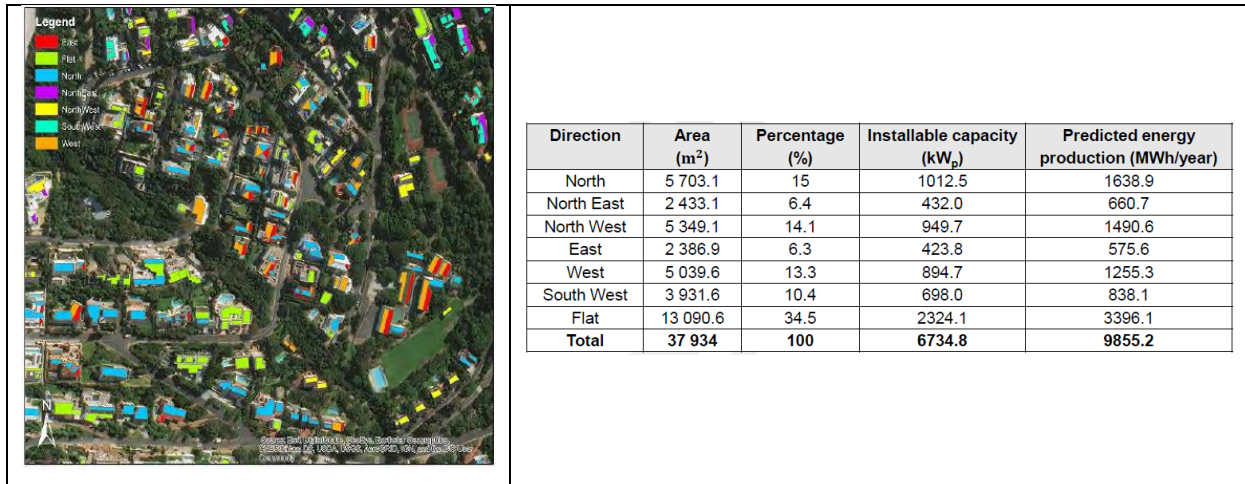 Legend
East
Flat
North
NorthEast
NorthWest
SouthWest
West
N
Direction Area (m²) Percentage (%) Installable capacity (kWp) Predicted energy production (MWh/year)
North 5 703.1 15 1012.5 1638.9
North East 2 433.1 6.4 432.0 660.7
North West 5 349.1 14.1 949.7 1490.6
East 2 386.9 6.3 423.8 575.6
West 5 039.6 13.3 894.7 1255.3
South West 3 931.6 10.4 698.0 838.1
Flat 13 090.6 34.5 2324.1 3396.1
Total 37 934 100 6734.8 9855.2